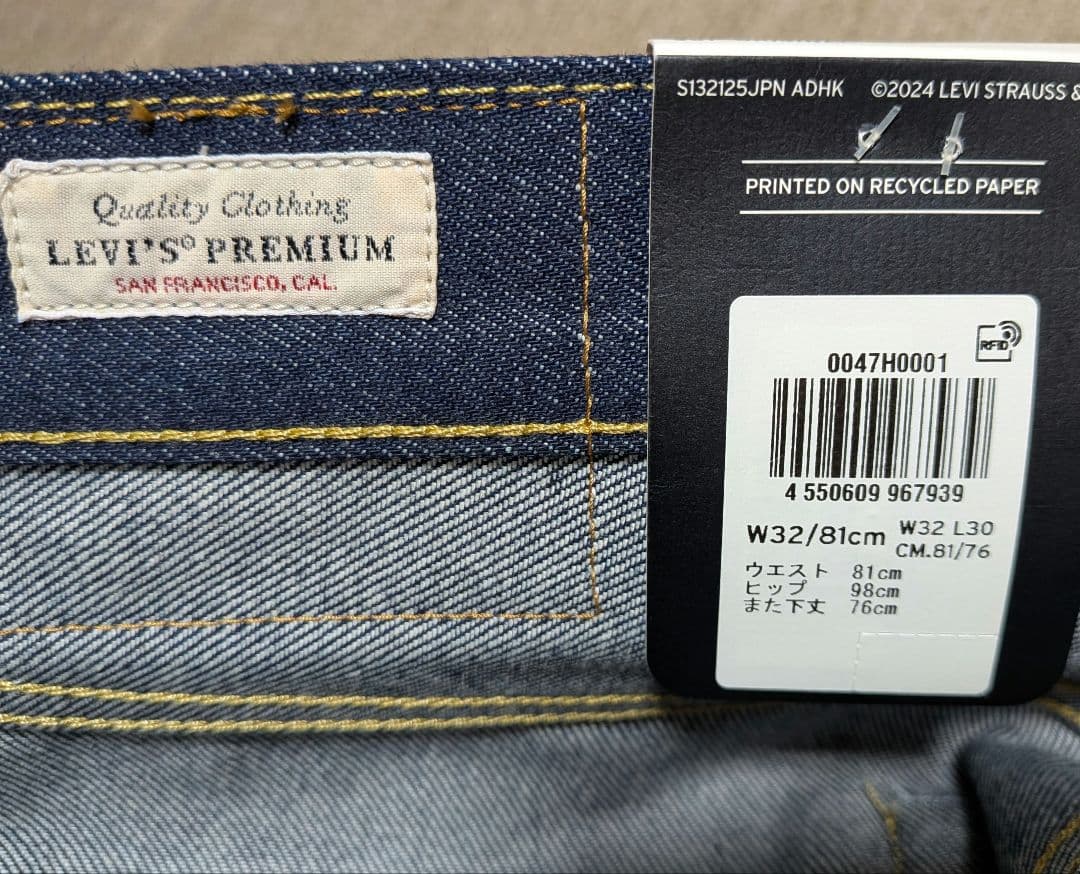 Quality Clothing
LEVI'S® PREMIUM
SAN FRANCISCO, CAL.
S132125JPN ADHK ©2024 LEVI STRAUSS &
PRINTED ON RECYCLED PAPER
RFID
0047H0001
4 550609 967939
W32/81cm W32 L30
CM.81/76
ウエスト 81cm
ヒップ 98cm
また下丈 76cm